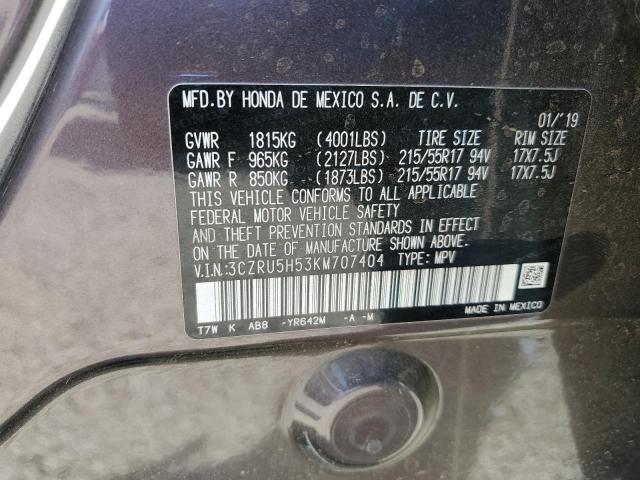 MFD.BY HONDA DE MEXICO S.A. DE C.V.
01/'19
GVWR 1815KG (4001LBS) TIRE SIZE RIM SIZE
GAWR F 965KG (2127LBS) 215/55R17 94V 17X7.5J
GAWR R 850KG (1873LBS) 215/55R17 94V 17X7.5J
THIS VEHICLE CONFORMS TO ALL APPLICABLE
FEDERAL MOTOR VEHICLE SAFETY
AND THEFT PREVENTION STANDARDS IN EFFECT
ON THE DATE OF MANUFACTURE SHOWN ABOVE.
V.I.N:3CZRU5H53KM707404 TYPE: MPV
T7W K AB8 -YR642M -A -M
MADE IN MEXICO